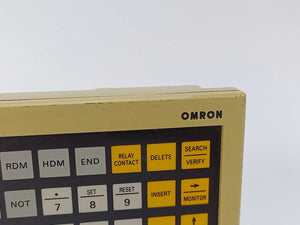 OMRON
RDM HDM END RELAY CONTACT DELETE SEARCH VERIFY
NOT • 7 SET 8 RESET 9 INSERT → MONITOR